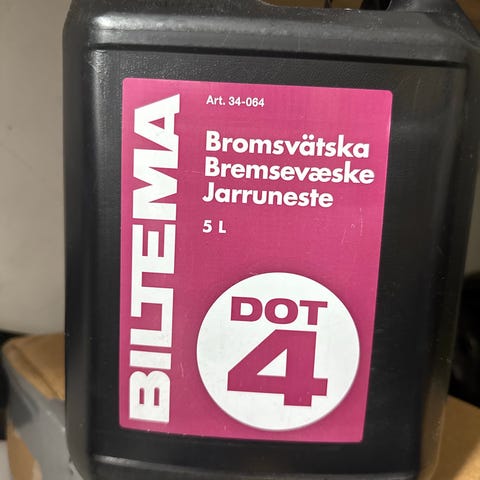 BILTEMA
Art. 34-064
Bromsvätska
Bremsevæske
Jarruneste
5 L
DOT
4